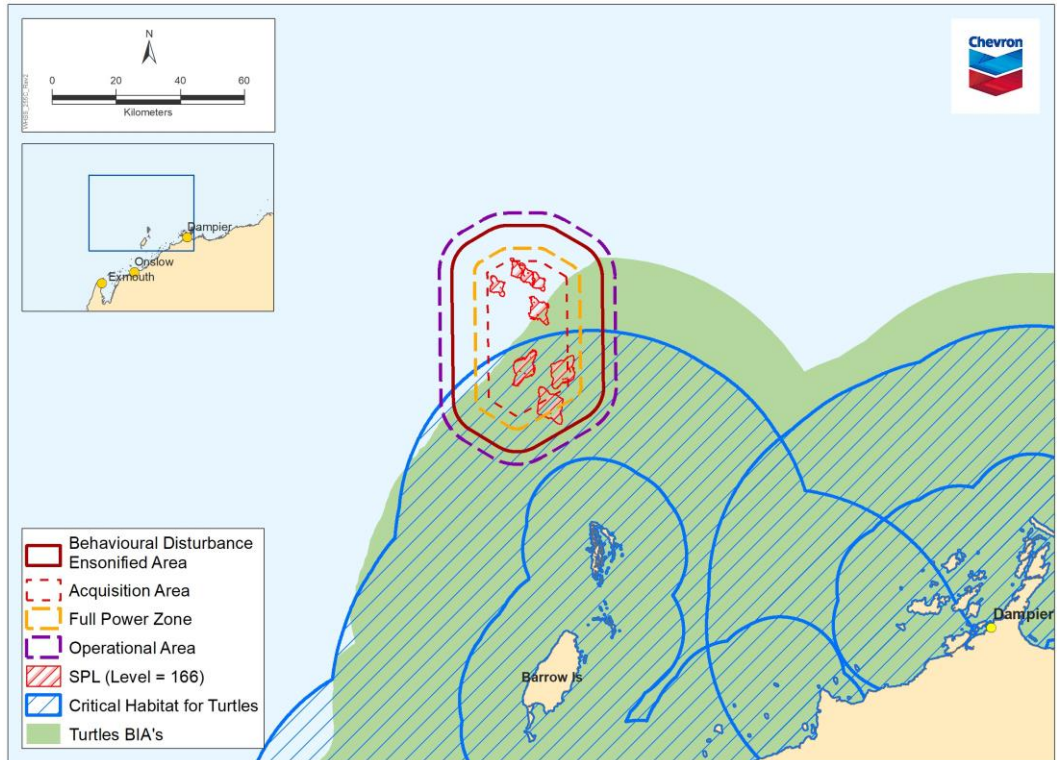 N
0 20 40 60
Kilometers
WHSS_255C_Rev2
Chevron
Dampier
Onslow
Exmouth
Behavioural Disturbance
Ensonified Area
Acquisition Area
Full Power Zone
Operational Area
SPL (Level = 166)
Critical Habitat for Turtles
Turtles BIA's
Barrow Is
Dampier